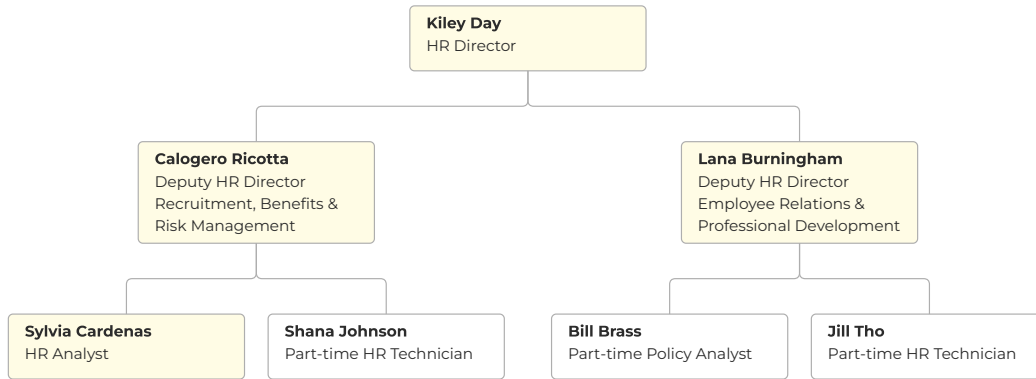 Kiley Day
HR Director
Calogero Ricotta
Deputy HR Director
Recruitment, Benefits &
Risk Management
Lana Burningham
Deputy HR Director
Employee Relations &
Professional Development
Sylvia Cardenas
HR Analyst
Shana Johnson
Part-time HR Technician
Bill Brass
Part-time Policy Analyst
Jill Tho
Part-time HR Technician